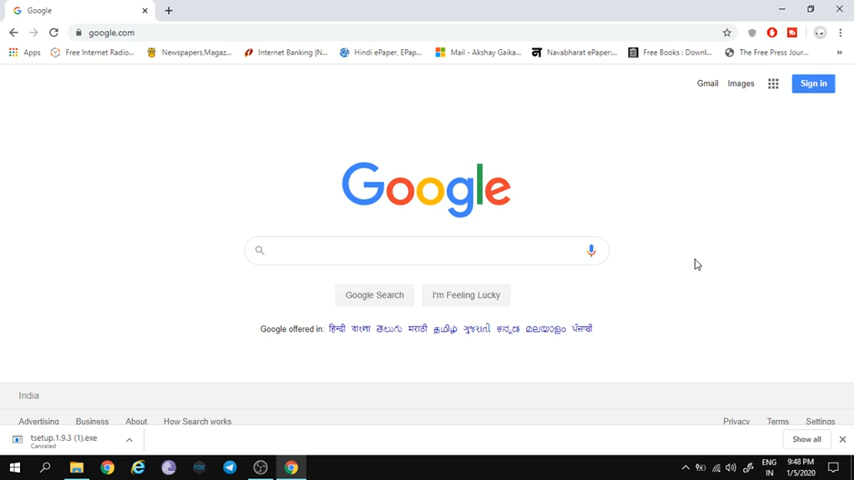 Google
google.com
Apps Free Internet Radio... Newspapers,Magaz... Internet Banking |N... Hindi ePaper, EPap... Mail - Akshay Gaika... Navabharat ePaper:... Free Books : Downl... The Free Press Jour... »
Gmail Images Sign in
Google
Google Search I'm Feeling Lucky
Google offered in: हिन्दी বাংলা తెలుగు मराठी தமிழ் ગુજરાતી ಕನ್ನಡ മലയാളം ਪੰਜਾਬੀ
India
Advertising Business About How Search works Privacy Terms Settings
tsetup.1.9.3 (1).exe
Canceled
Show all
ENG 9:48 PM
IN 1/5/2020